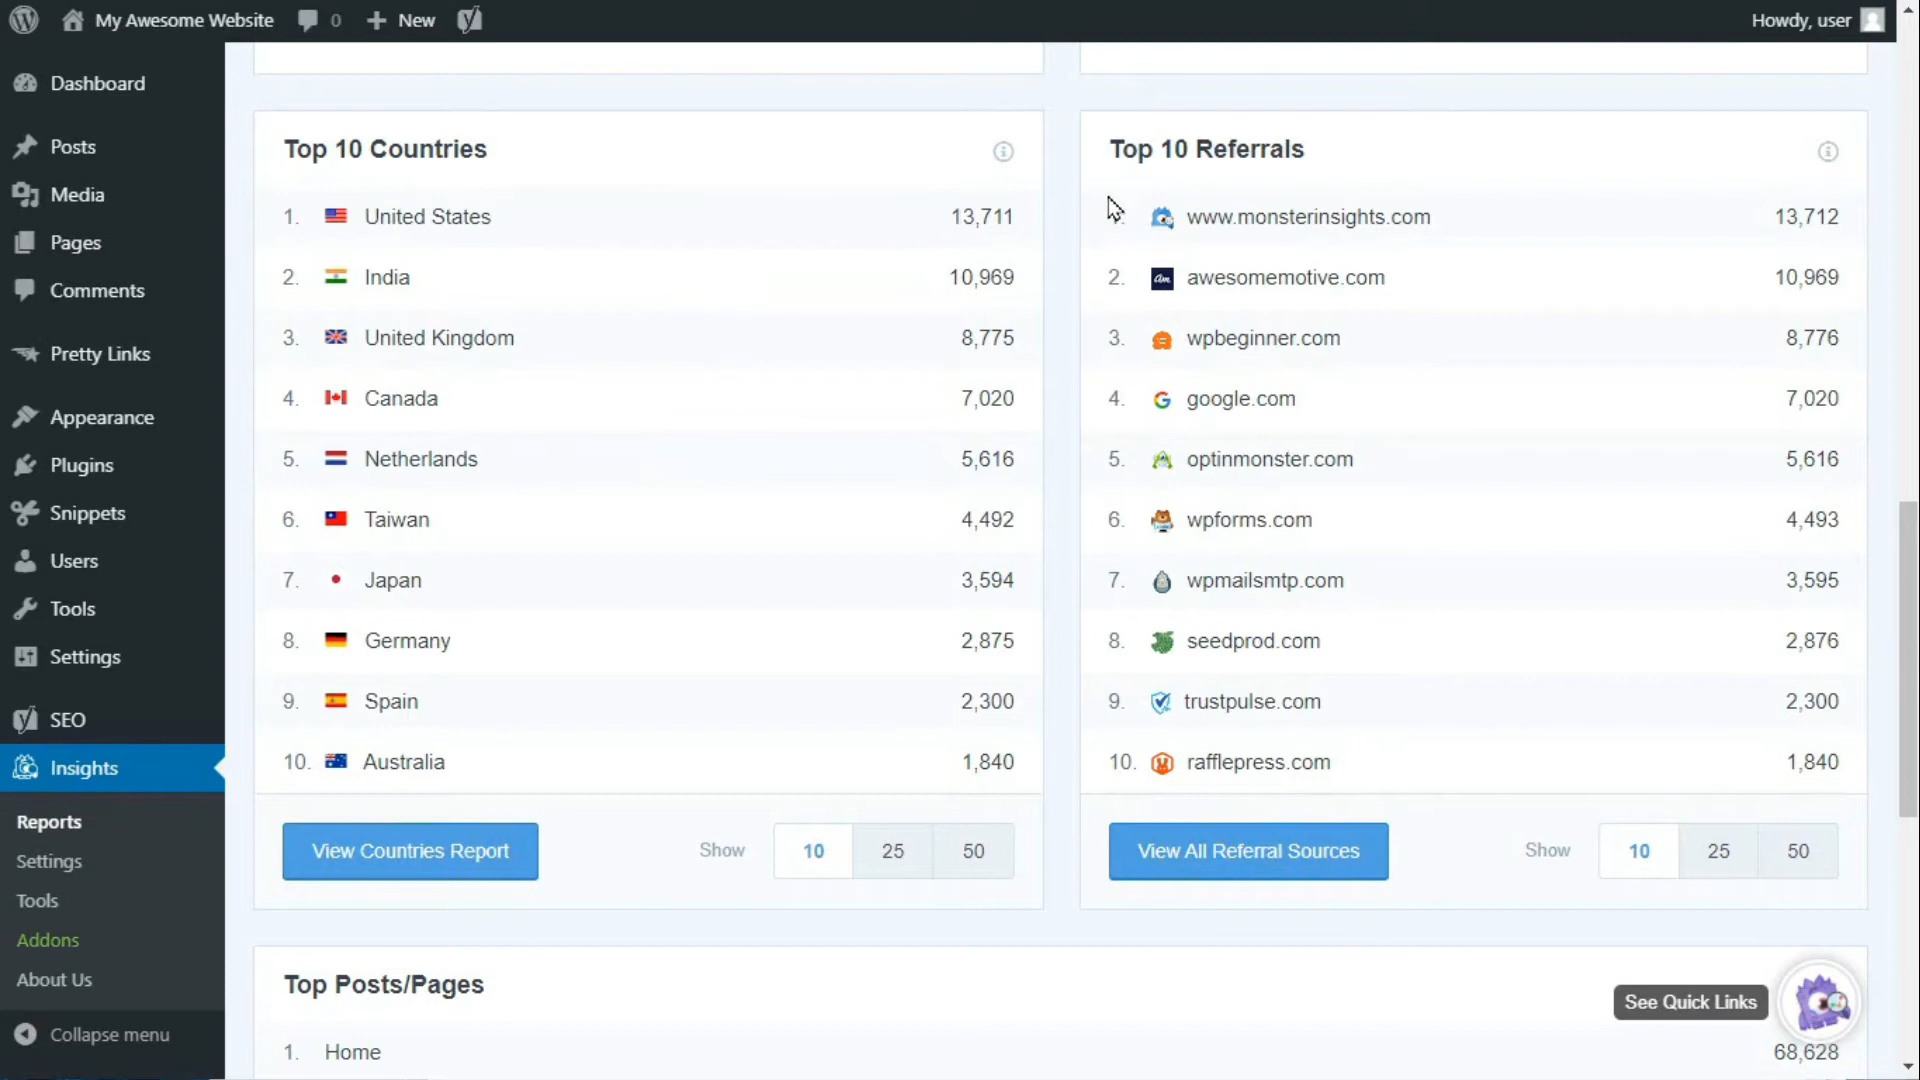 My Awesome Website 0 New Howdy, user
Dashboard
Posts
Media
Pages
Comments
Pretty Links
Appearance
Plugins
Snippets
Users
Tools
Settings
SEO
Insights
Reports
Settings
Tools
Addons
About Us
Collapse menu
Top 10 Countries
1. United States 13,711
2. India 10,969
3. United Kingdom 8,775
4. Canada 7,020
5. Netherlands 5,616
6. Taiwan 4,492
7. Japan 3,594
8. Germany 2,875
9. Spain 2,300
10. Australia 1,840
View Countries Report Show 10 25 50
Top 10 Referrals
www.monsterinsights.com 13,712
2. am awesomemotive.com 10,969
3. wpbeginner.com 8,776
4. google.com 7,020
5. optinmonster.com 5,616
6. wpforms.com 4,493
7. wpmailsmtp.com 3,595
8. seedprod.com 2,876
9. trustpulse.com 2,300
10. rafflepress.com 1,840
View All Referral Sources Show 10 25 50
Top Posts/Pages
See Quick Links
1. Home 68,628